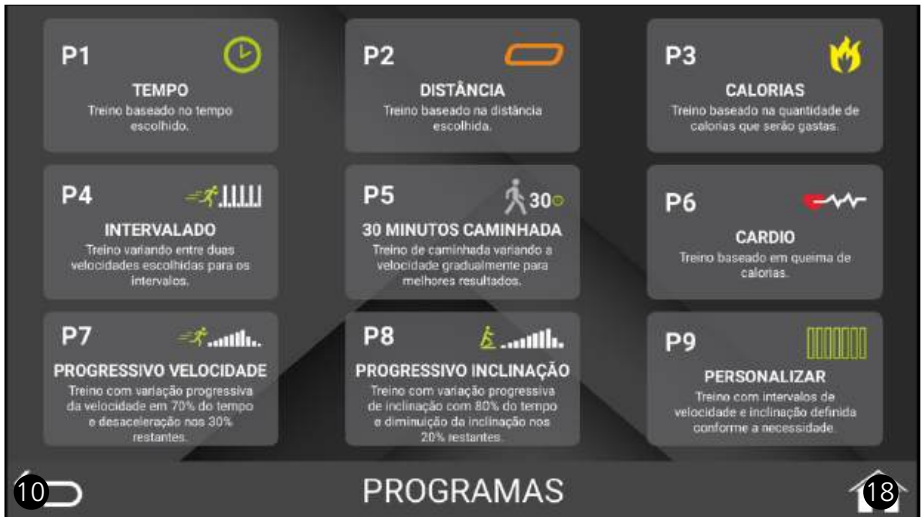 P1
TEMPO
Treino baseado no tempo
escolhido.
P2
DISTÂNCIA
Treino baseado na distância
escolhida.
P3
CALORIAS
Treino baseado na quantidade de
calorias que serão gastas.
P4
INTERVALADO
Treino variando entre duas
velocidades escolhidas para os
intervalos.
P5
30
30 MINUTOS CAMINHADA
Treino de caminhada variando a
velocidade gradualmente para
melhores resultados.
P6
CARDIO
Treino baseado em queima de
calorias.
P7
PROGRESSIVO VELOCIDADE
Treino com variação progressiva
da velocidade em 70% do tempo
e desaceleração nos 30%
restantes.
P8
PROGRESSIVO INCLINAÇÃO
Treino com variação progressiva
de inclinação com 80% do tempo
e diminuição da inclinação nos
20% restantes.
P9
PERSONALIZAR
Treino com intervalos de
velocidade e inclinação definida
conforme a necessidade.
10
PROGRAMAS
18